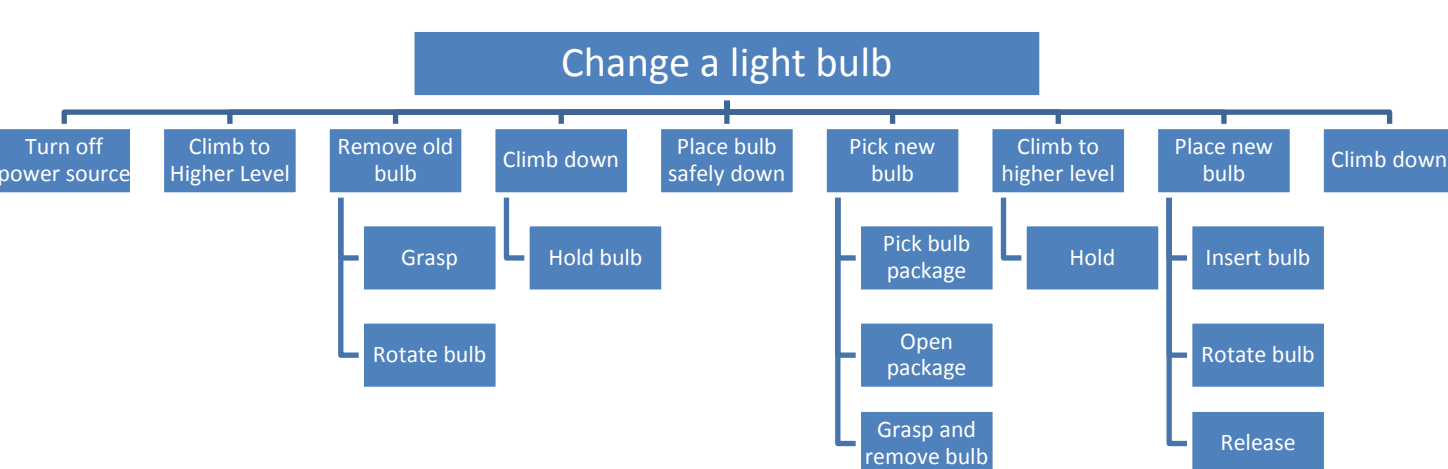 Change a light bulb
Turn off
power source
Climb to
Higher Level
Remove old
bulb
Climb down
Place bulb
safely down
Pick new
bulb
Climb to
higher level
Place new
bulb
Climb down
Grasp
Rotate bulb
Hold bulb
Pick bulb
package
Open
package
Grasp and
remove bulb
Hold
Insert bulb
Rotate bulb
Release